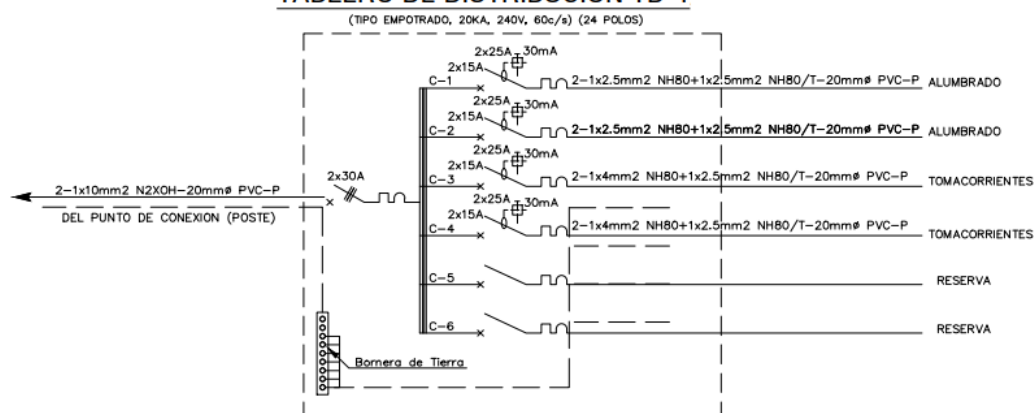 TABLERO DE DISTRIBUCION TD-1
(TIPO EMPOTRADO, 20KA, 240V, 60c/s) (24 POLOS)
2x25A 30mA
2x15A
C-1 2-1x2.5mm2 NH80+1x2.5mm2 NH80/T-20mmø PVC-P ALUMBRADO
2x25A 30mA
2x15A
C-2 2-1x2.5mm2 NH80+1x2.5mm2 NH80/T-20mmø PVC-P ALUMBRADO
2x25A 30mA
2x15A
C-3 2-1x4mm2 NH80+1x2.5mm2 NH80/T-20mmø PVC-P TOMACORRIENTES
2x30A
2-1x10mm2 N2XOH-20mmø PVC-P
DEL PUNTO DE CONEXION (POSTE)
2x25A 30mA
2x15A
C-4 2-1x4mm2 NH80+1x2.5mm2 NH80/T-20mmø PVC-P TOMACORRIENTES
C-5 RESERVA
C-6 RESERVA
Bornera de Tierra